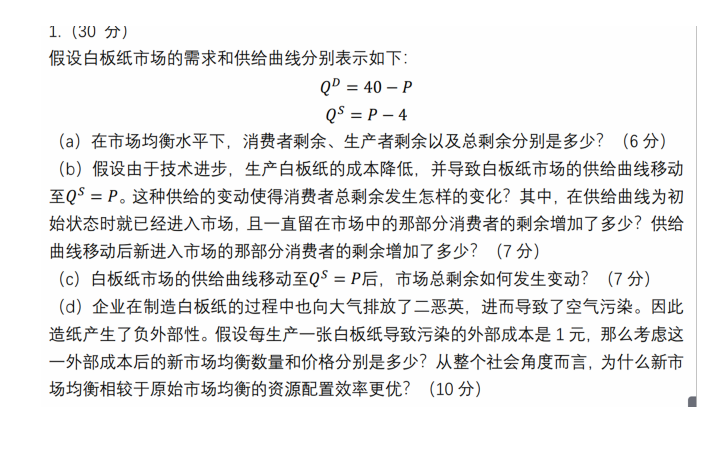 1.（30 分）
假设白板纸市场的需求和供给曲线分别表示如下：
Q^D = 40 − P
Q^S = P − 4
（a）在市场均衡水平下，消费者剩余、生产者剩余以及总剩余分别是多少？（6 分）
（b）假设由于技术进步，生产白板纸的成本降低，并导致白板纸市场的供给曲线移动
至Q^S = P。这种供给的变动使得消费者总剩余发生怎样的变化？其中，在供给曲线为初
始状态时就已经进入市场，且一直留在市场中的那部分消费者的剩余增加了多少？供给
曲线移动后新进入市场的那部分消费者的剩余增加了多少？（7 分）
（c）白板纸市场的供给曲线移动至Q^S = P后，市场总剩余如何发生变动？（7 分）
（d）企业在制造白板纸的过程中也向大气排放了二恶英，进而导致了空气污染。因此
造纸产生了负外部性。假设每生产一张白板纸导致污染的外部成本是 1 元，那么考虑这
一外部成本后的新市场均衡数量和价格分别是多少？从整个社会角度而言，为什么新市
场均衡相较于原始市场均衡的资源配置效率更优？（10 分）